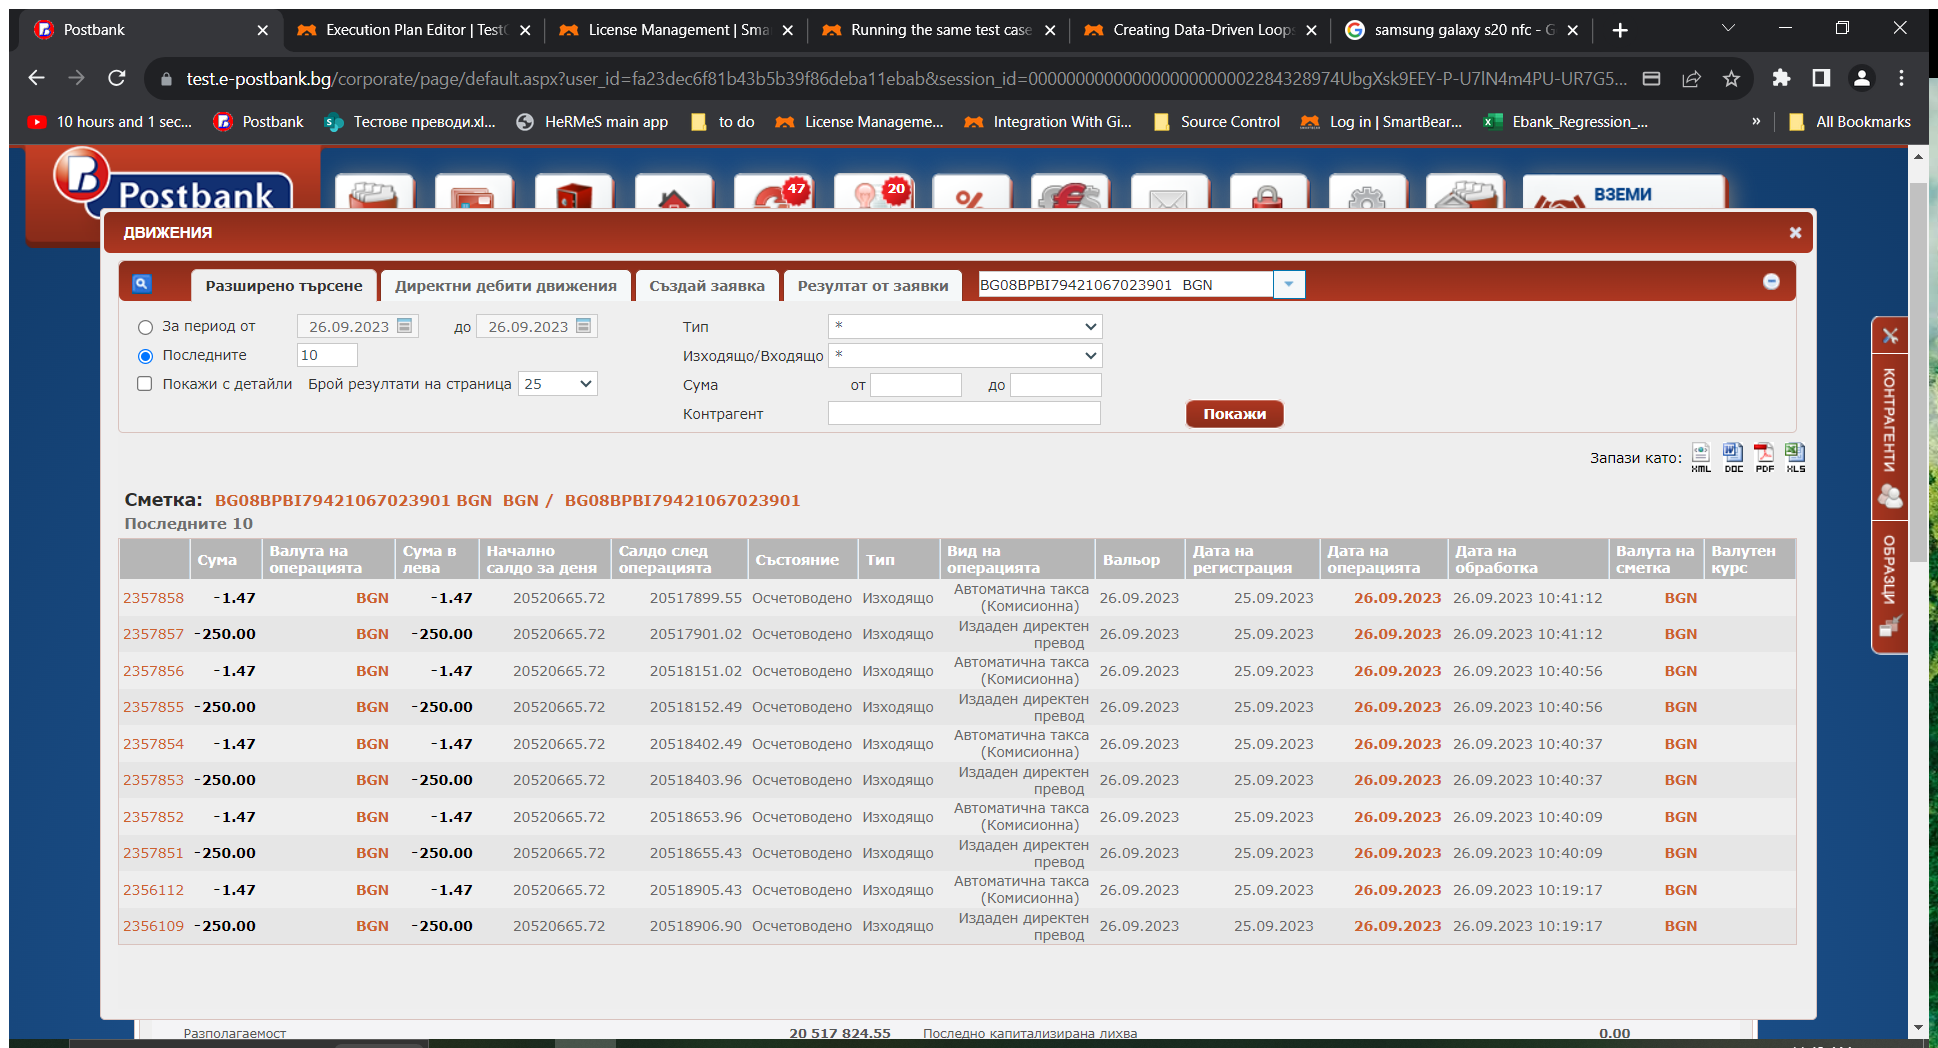 Postbank
Execution Plan Editor | Test
License Management | Sma
Running the same test case
Creating Data-Driven Loop
samsung galaxy s20 nfc - G
test.e-postbank.bg/corporate/page/default.aspx?user_id=fa23dec6f81b43b5b39f86deba11ebab&session_id=0000000000000000000000002284328974UbgXsk9EEY-P-U7lN4m4PU-UR7G5...
10 hours and 1 sec...
Postbank
Тестове преводи.xl...
HeRMeS main app
to do
License Manageme...
Integration With Gi...
Source Control
Log in | SmartBear...
Ebank_Regression_...
»
All Bookmarks
Postbank
47
20
ВЗЕМИ
ДВИЖЕНИЯ
Разширено търсене
Директни дебити движения
Създай заявка
Резултат от заявки
BG08BPBI79421067023901 BGN
За период от 26.09.2023 до 26.09.2023 Тип *
Последните 10 Изходящо/Входящо *
Покажи с детайли Брой резултати на страница 25 Сума от до
Контрагент Покажи
КОНТРАГЕНТИ
ОБРАЗЦИ
Запази като: XML DOC PDF XLS
Сметка: BG08BPBI79421067023901 BGN BGN / BG08BPBI79421067023901
Последните 10
Сума Валута на операцията Сума в лева Начално салдо за деня Салдо след операцията Състояние Тип Вид на операцията Вальор Дата на регистрация Дата на операцията Дата на обработка Валута на сметка Валутен курс
2357858 -1.47 BGN -1.47 20520665.72 20517899.55 Осчетоводено Изходящо Автоматична такса (Комисионна) 26.09.2023 25.09.2023 26.09.2023 26.09.2023 10:41:12 BGN
2357857 -250.00 BGN -250.00 20520665.72 20517901.02 Осчетоводено Изходящо Издаден директен превод 26.09.2023 25.09.2023 26.09.2023 26.09.2023 10:41:12 BGN
2357856 -1.47 BGN -1.47 20520665.72 20518151.02 Осчетоводено Изходящо Автоматична такса (Комисионна) 26.09.2023 25.09.2023 26.09.2023 26.09.2023 10:40:56 BGN
2357855 -250.00 BGN -250.00 20520665.72 20518152.49 Осчетоводено Изходящо Издаден директен превод 26.09.2023 25.09.2023 26.09.2023 26.09.2023 10:40:56 BGN
2357854 -1.47 BGN -1.47 20520665.72 20518402.49 Осчетоводено Изходящо Автоматична такса (Комисионна) 26.09.2023 25.09.2023 26.09.2023 26.09.2023 10:40:37 BGN
2357853 -250.00 BGN -250.00 20520665.72 20518403.96 Осчетоводено Изходящо Издаден директен превод 26.09.2023 25.09.2023 26.09.2023 26.09.2023 10:40:37 BGN
2357852 -1.47 BGN -1.47 20520665.72 20518653.96 Осчетоводено Изходящо Автоматична такса (Комисионна) 26.09.2023 25.09.2023 26.09.2023 26.09.2023 10:40:09 BGN
2357851 -250.00 BGN -250.00 20520665.72 20518655.43 Осчетоводено Изходящо Издаден директен превод 26.09.2023 25.09.2023 26.09.2023 26.09.2023 10:40:09 BGN
2356112 -1.47 BGN -1.47 20520665.72 20518905.43 Осчетоводено Изходящо Автоматична такса (Комисионна) 26.09.2023 25.09.2023 26.09.2023 26.09.2023 10:19:17 BGN
2356109 -250.00 BGN -250.00 20520665.72 20518906.90 Осчетоводено Изходящо Издаден директен превод 26.09.2023 25.09.2023 26.09.2023 26.09.2023 10:19:17 BGN
Разполагаемост 20 517 824.55 Последно капитализирана лихва 0.00